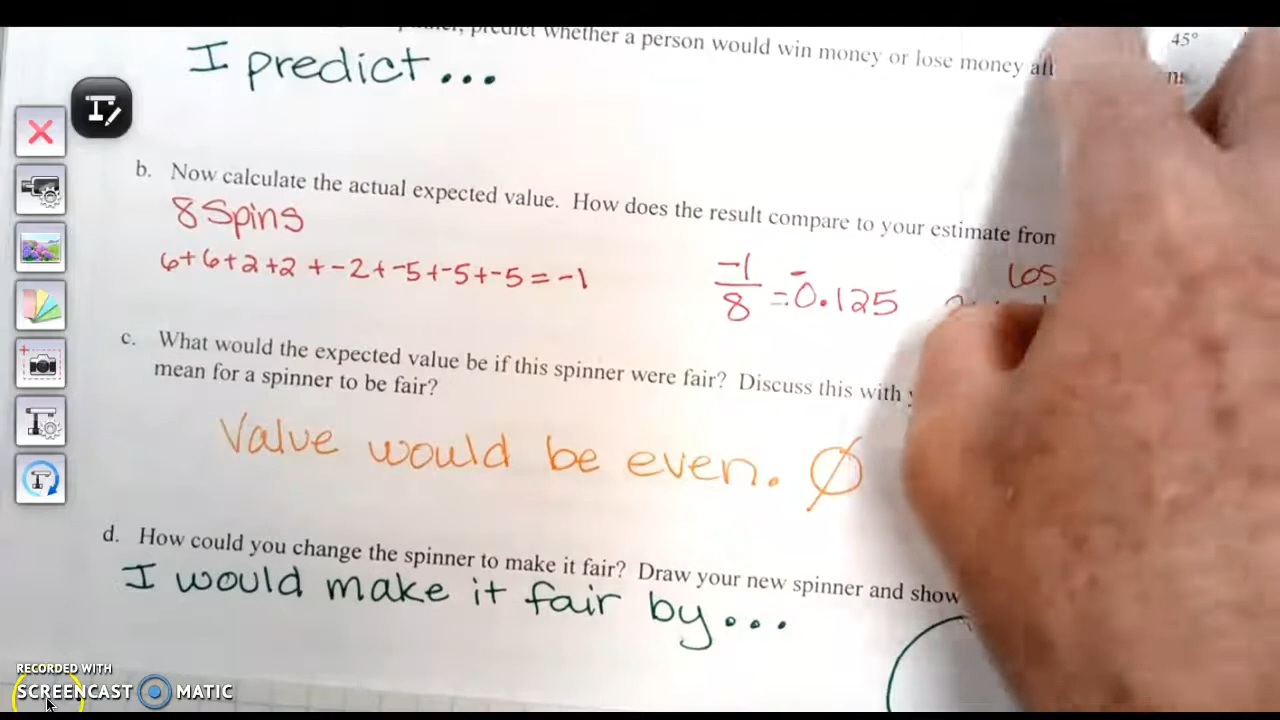 predict whether a person would win money or lose money
45°
I predict...
b. Now calculate the actual expected value. How does the result compare to your estimate from
8 Spins
6+6+2+2+-2+-5+-5+-5=-1
-1/8 = -0.125
los
c. What would the expected value be if this spinner were fair? Discuss this with
mean for a spinner to be fair?
Value would be even. Ø
d. How could you change the spinner to make it fair? Draw your new spinner and show
I would make it fair by...
RECORDED WITH
SCREENCAST MATIC